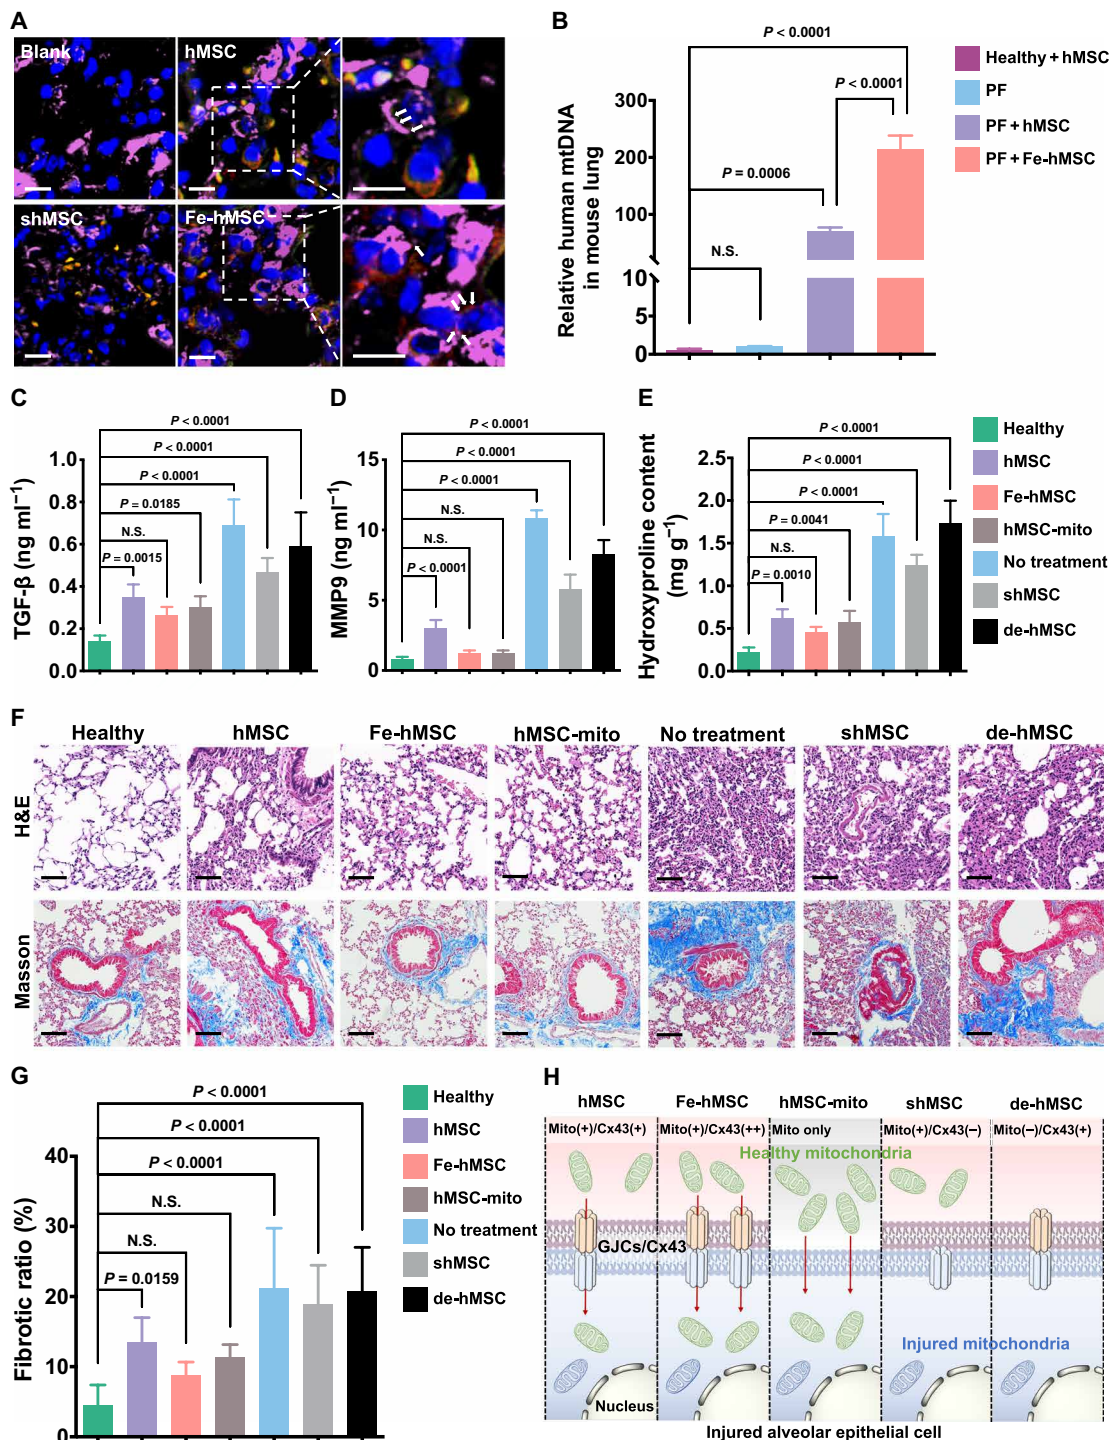 A
Blank
hMSC
shMSC
Fe-hMSC
B
Relative human mtDNA
in mouse lung
300
200
100
10
5
0
P < 0.0001
P < 0.0001
P = 0.0006
N.S.
Healthy + hMSC
PF
PF + hMSC
PF + Fe-hMSC
C
TGF-β (ng ml−1)
1.0
0.8
0.6
0.4
0.2
0.0
P < 0.0001
P < 0.0001
P < 0.0001
P = 0.0185
N.S.
P = 0.0015
D
MMP9 (ng ml−1)
15
10
5
0
P < 0.0001
P < 0.0001
P < 0.0001
N.S.
N.S.
P < 0.0001
E
Hydroxyproline content
(mg g−1)
2.5
2.0
1.5
1.0
0.5
0.0
P < 0.0001
P < 0.0001
P < 0.0001
P = 0.0041
N.S.
P = 0.0010
Healthy
hMSC
Fe-hMSC
hMSC-mito
No treatment
shMSC
de-hMSC
F
Healthy
hMSC
Fe-hMSC
hMSC-mito
No treatment
shMSC
de-hMSC
H&E
Masson
G
Fibrotic ratio (%)
40
30
20
10
0
P < 0.0001
P < 0.0001
P < 0.0001
N.S.
N.S.
P = 0.0159
Healthy
hMSC
Fe-hMSC
hMSC-mito
No treatment
shMSC
de-hMSC
H
hMSC
Fe-hMSC
hMSC-mito
shMSC
de-hMSC
Mito(+)/Cx43(+)
Mito(+)/Cx43(++)
Mito only
Mito(+)/Cx43(−)
Mito(−)/Cx43(+)
Healthy mitochondria
GJCs/Cx43
Injured mitochondria
Nucleus
Injured alveolar epithelial cell